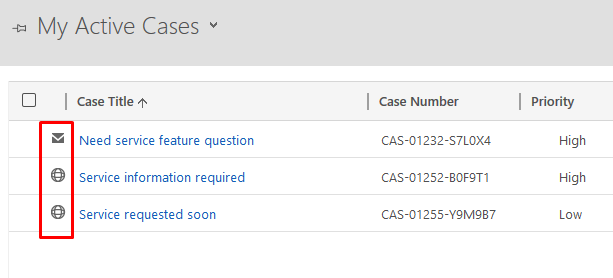 My Active Cases
Case Title Case Number Priority
Need service feature question CAS-01232-S7L0X4 High
Service information required CAS-01252-B0F9T1 High
Service requested soon CAS-01255-Y9M9B7 Low